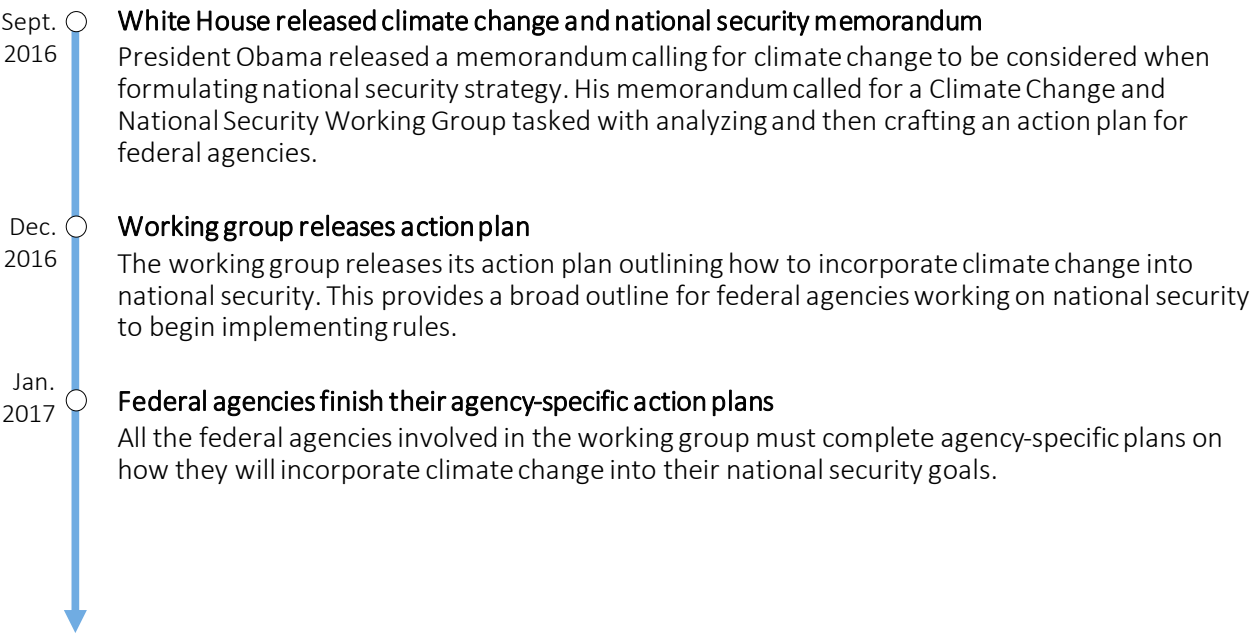 Sept.
2016
White House released climate change and national security memorandum
President Obama released a memorandum calling for climate change to be considered when
formulating national security strategy. His memorandum called for a Climate Change and
National Security Working Group tasked with analyzing and then crafting an action plan for
federal agencies.
Dec.
2016
Working group releases action plan
The working group releases its action plan outlining how to incorporate climate change into
national security. This provides a broad outline for federal agencies working on national security
to begin implementing rules.
Jan.
2017
Federal agencies finish their agency-specific action plans
All the federal agencies involved in the working group must complete agency-specific plans on
how they will incorporate climate change into their national security goals.